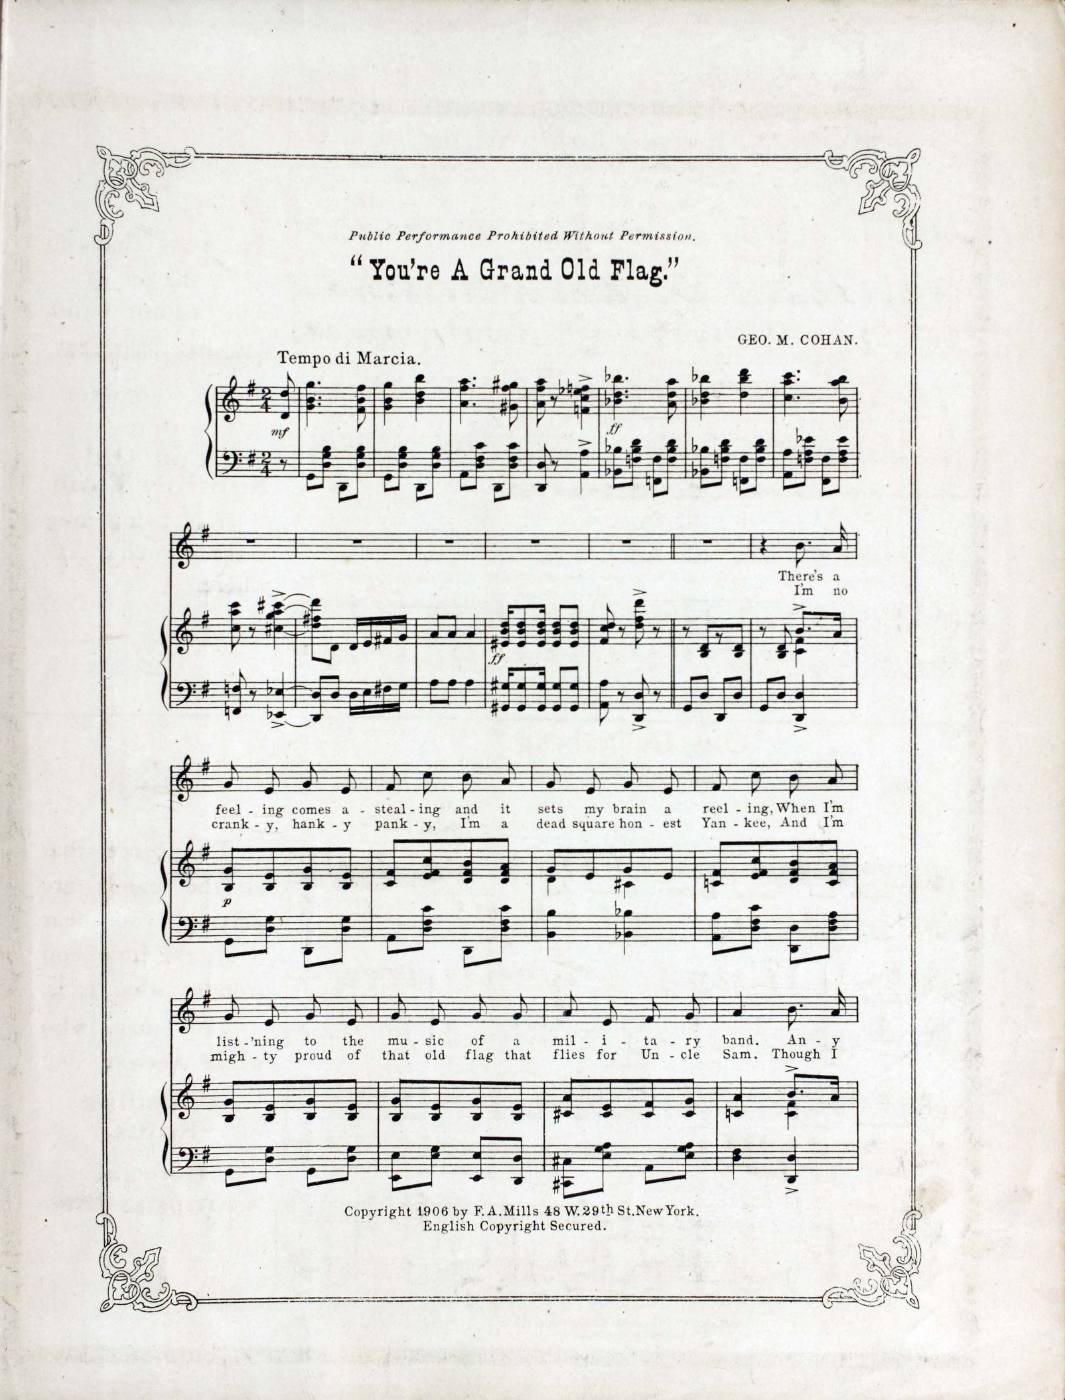 Public Performance Prohibited Without Permission.
"You're A Grand Old Flag."
GEO. M. COHAN.
Tempo di Marcia.
mf
ff
There's a
I'm no
ff
feel - ing comes a - steal - ing and it sets my brain a reel - ing, When I'm
crank - y, hank - y pank - y, I'm a dead square hon - est Yan - kee, And I'm
p
list - 'ning to the mu - sic of a mil - i - ta - ry band. An - y
migh - ty proud of that old flag that flies for Un - cle Sam. Though I
Copyright 1906 by F. A. Mills 48 W. 29th St. New York.
English Copyright Secured.